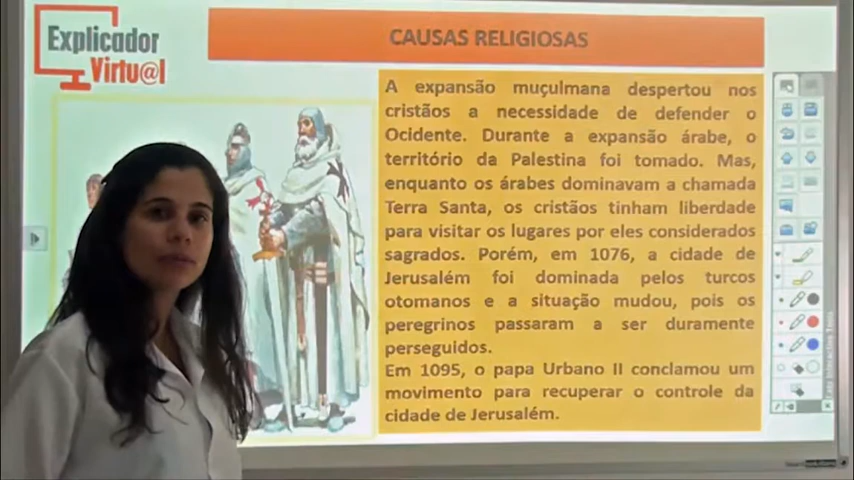 Explicador
Virtu@l
CAUSAS RELIGIOSAS
A expansão muçulmana despertou nos
cristãos a necessidade de defender o
Ocidente. Durante a expansão árabe, o
território da Palestina foi tomado. Mas,
enquanto os árabes dominavam a chamada
Terra Santa, os cristãos tinham liberdade
para visitar os lugares por eles considerados
sagrados. Porém, em 1076, a cidade de
Jerusalém foi dominada pelos turcos
otomanos e a situação mudou, pois os
peregrinos passaram a ser duramente
perseguidos.
Em 1095, o papa Urbano II conclamou um
movimento para recuperar o controle da
cidade de Jerusalém.